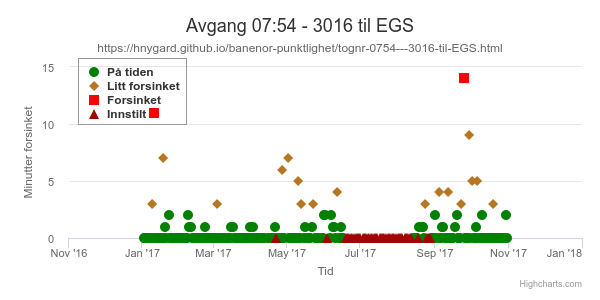 Avgang 07:54 - 3016 til EGS
https://hnygard.github.io/banenor-punktlighet/tognr-0754---3016-til-EGS.html
Minutter forsinket
15
10
5
0
På tiden
Litt forsinket
Forsinket
Innstilt
Nov '16
Jan '17
Mar '17
May '17
Jul '17
Sep '17
Nov '17
Jan '18
Tid
Highcharts.com